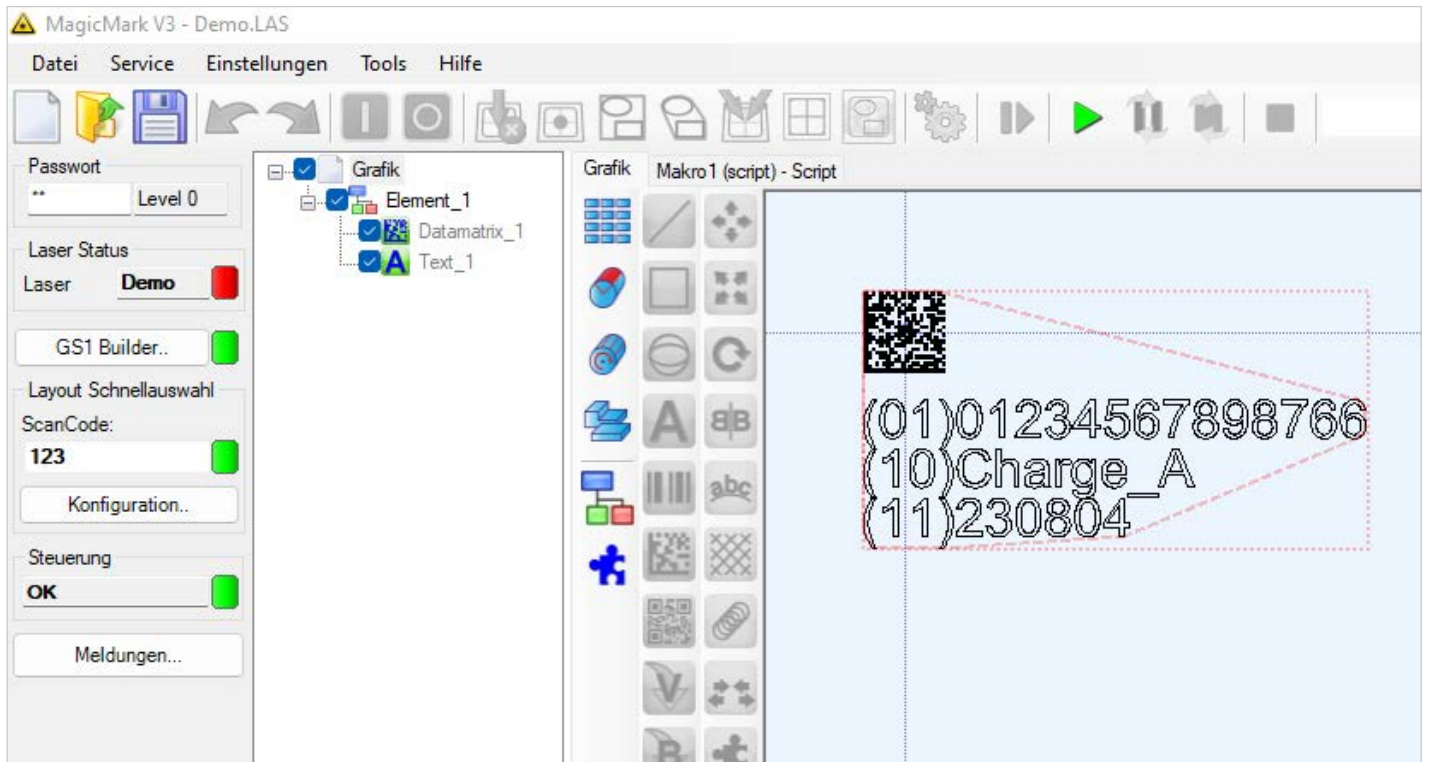 MagicMark V3 - Demo.LAS
Datei Service Einstellungen Tools Hilfe
Passwort
** Level 0
Laser Status
Laser Demo
GS1 Builder..
Layout Schnellauswahl
ScanCode:
123
Konfiguration..
Steuerung
OK
Meldungen...
Grafik
Element_1
Datamatrix_1
Text_1
Grafik Makro1 (script) - Script
A
B B
abc
V
B
(01)01234567898766
(10)Charge_A
(11)230804